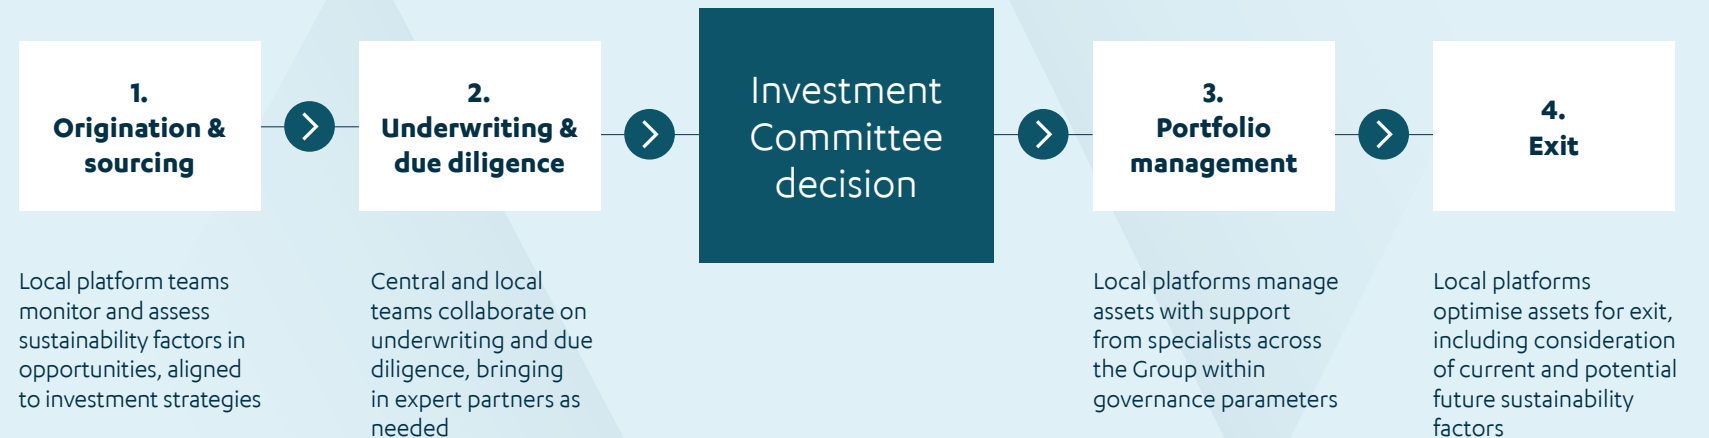 1.
Origination &
sourcing
2.
Underwriting &
due diligence
Investment
Committee
decision
3.
Portfolio
management
4.
Exit
Local platform teams
monitor and assess
sustainability factors in
opportunities, aligned
to investment strategies
Central and local
teams collaborate on
underwriting and due
diligence, bringing
in expert partners as
needed
Local platforms manage
assets with support
from specialists across
the Group within
governance parameters
Local platforms
optimise assets for exit,
including consideration
of current and potential
future sustainability
factors